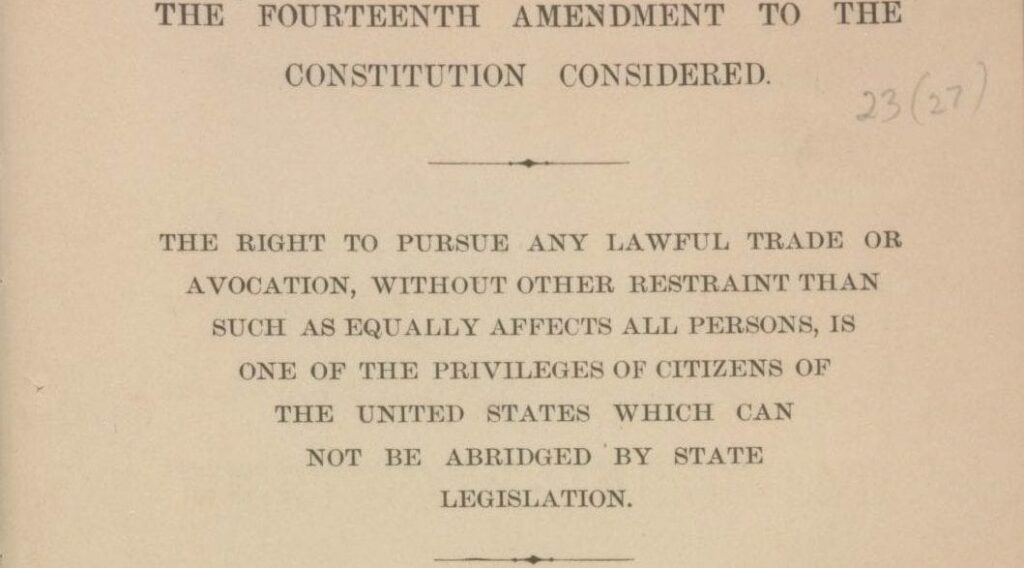 THE FOURTEENTH AMENDMENT TO THE
CONSTITUTION CONSIDERED.
23 (27)
THE RIGHT TO PURSUE ANY LAWFUL TRADE OR
AVOCATION, WITHOUT OTHER RESTRAINT THAN
SUCH AS EQUALLY AFFECTS ALL PERSONS, IS
ONE OF THE PRIVILEGES OF CITIZENS OF
THE UNITED STATES WHICH CAN
NOT BE ABRIDGED BY STATE
LEGISLATION.